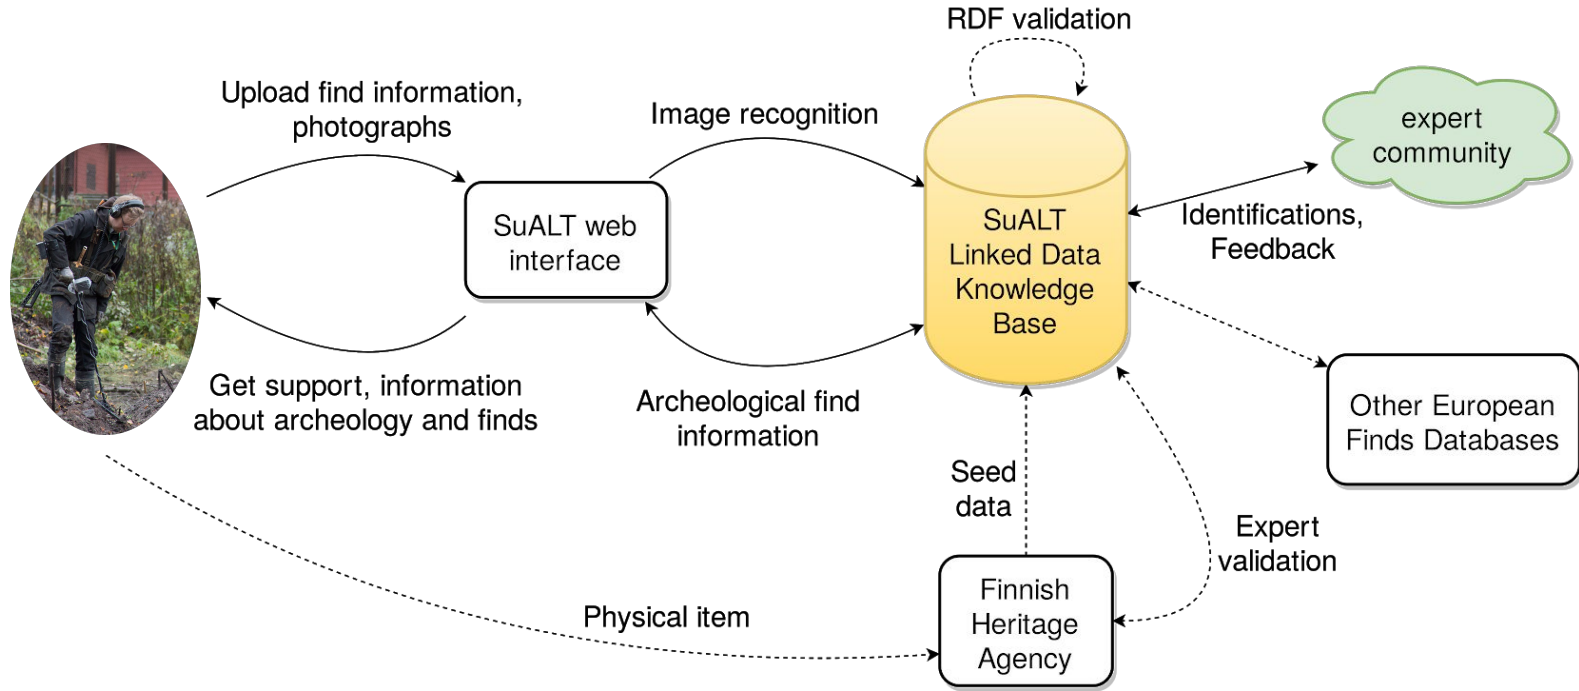 RDF validation
Upload find information,
photographs
Image recognition
expert
community
SuALT web
interface
SuALT
Linked Data
Knowledge
Base
Identifications,
Feedback
Get support, information
about archeology and finds
Archeological find
information
Other European
Finds Databases
Seed
data
Expert
validation
Physical item
Finnish
Heritage
Agency